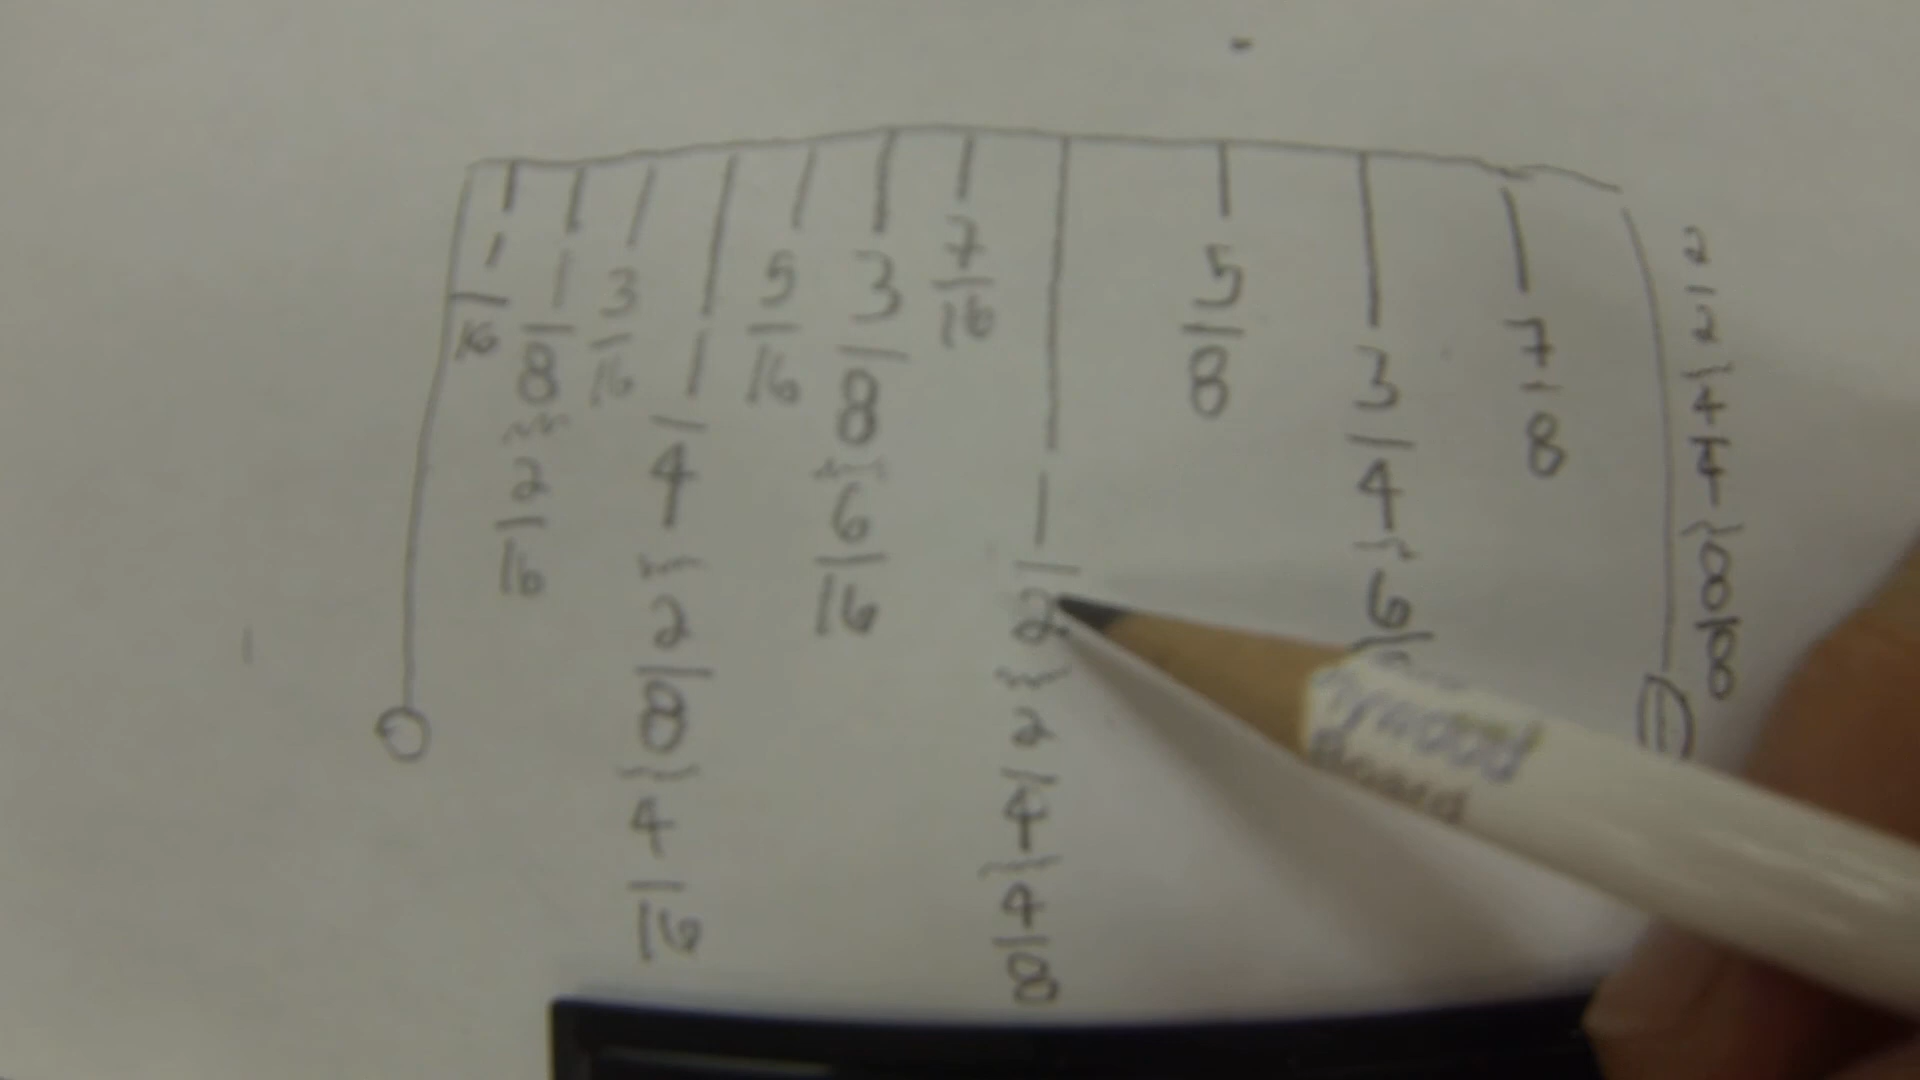 0
1/16
1/8 } 2/16
3/16
1/4 } 2/8 } 4/16
5/16
3/8 } 6/16
7/16
1/2 } 2/4 } 4/8
5/8
3/4 } 6/
7/8
2/2 } 4/4 } 8/8